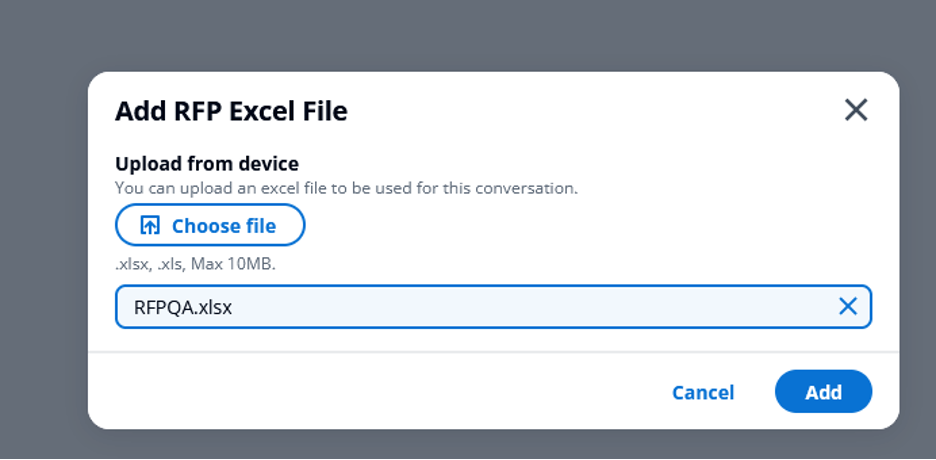 Add RFP Excel File
Upload from device
You can upload an excel file to be used for this conversation.
Choose file
.xlsx, .xls, Max 10MB.
RFPQA.xlsx
Cancel
Add